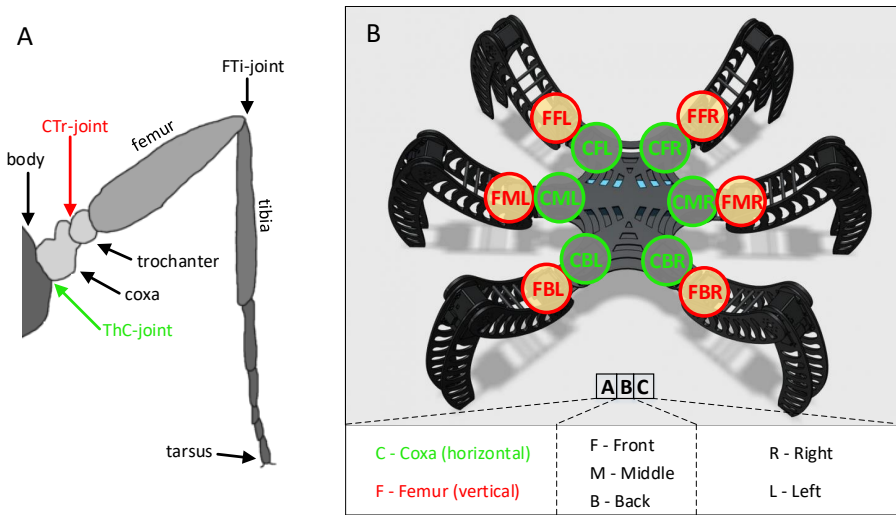 A
FTi-joint
CTr-joint
femur
body
tibia
trochanter
coxa
ThC-joint
tarsus
B
FFL
FFR
CFL
CFR
FML
CML
CMR
FMR
CBL
CBR
FBL
FBR
A B C
C - Coxa (horizontal)
F - Femur (vertical)
F - Front
M - Middle
B - Back
R - Right
L - Left